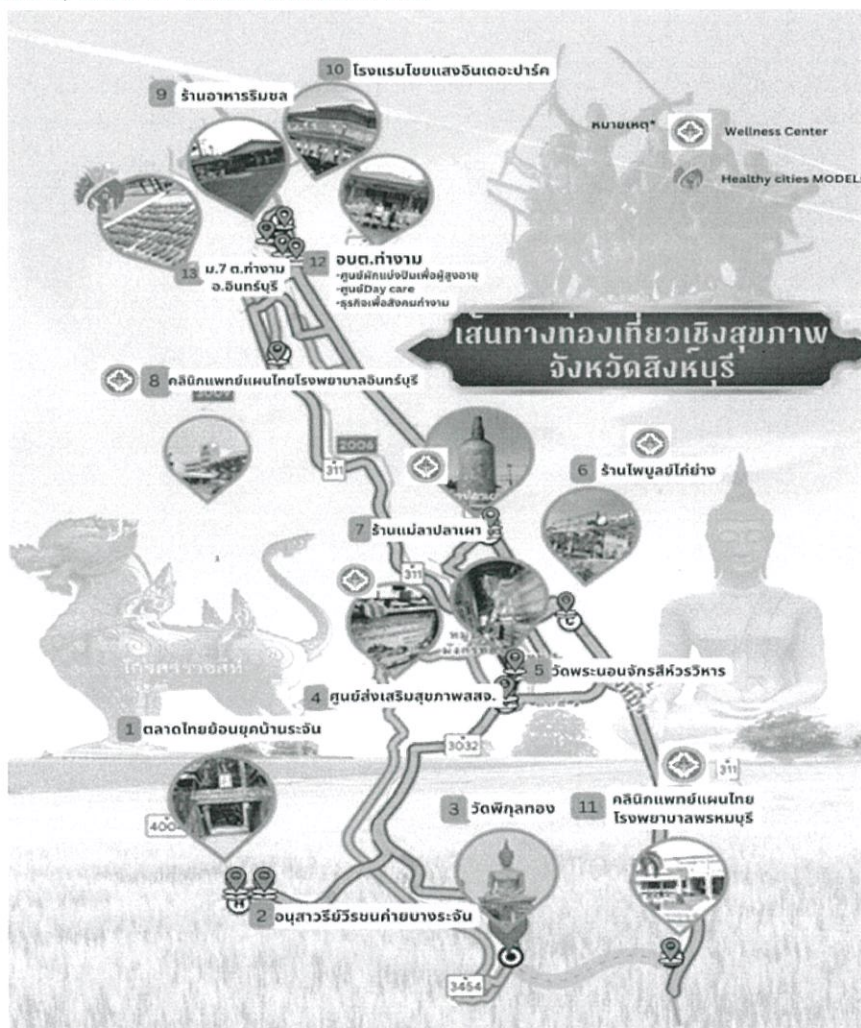 10 โรงแรมไชยแสงอินเดอะปาร์ค
9 ร้านอาหารริมชล
หมายเหตุ*
Wellness Center
Healthy cities MODELs
13 ม.7 ต.ท่างาม
อ.อินทร์บุรี
12 อบต.ท่างาม
-ศูนย์ผักแบ่งปันเพื่อผู้สูงอายุ
-ศูนย์Day care
-ธุรกิจเพื่อสังคมท่างาม
เส้นทางท่องเที่ยวเชิงสุขภาพ
จังหวัดสิงห์บุรี
8 คลินิกแพทย์แผนไทยโรงพยาบาลอินทร์บุรี
2006
311
6 ร้านไพบูลย์ไก่ย่าง
7 ร้านแม่ลาปลาเผา
311
5 วัดพระนอนจักรสีห์วรวิหาร
4 ศูนย์ส่งเสริมสุขภาพสสจ.
1 ตลาดไทยย้อนยุคบ้านระจัน
3032
311
3 วัดพิกุลทอง
11 คลินิกแพทย์แผนไทย
โรงพยาบาลพรหมบุรี
H
2 อนุสาวรีย์วีรชนค่ายบางระจัน
3454